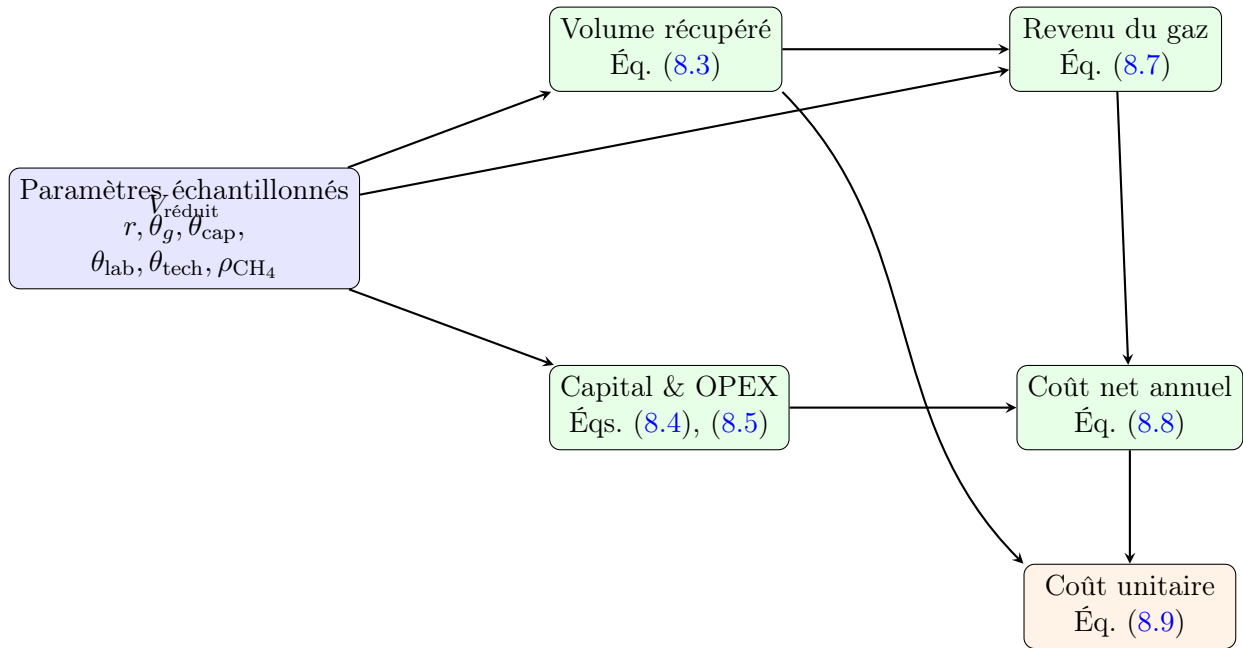 Volume récupéré
Éq. (8.3)
Revenu du gaz
Éq. (8.7)
Paramètres échantillonnés
V_réduit
r, θ_g, θ_cap,
θ_lab, θ_tech, ρ_CH₄
Capital & OPEX
Éqs. (8.4), (8.5)
Coût net annuel
Éq. (8.8)
Coût unitaire
Éq. (8.9)